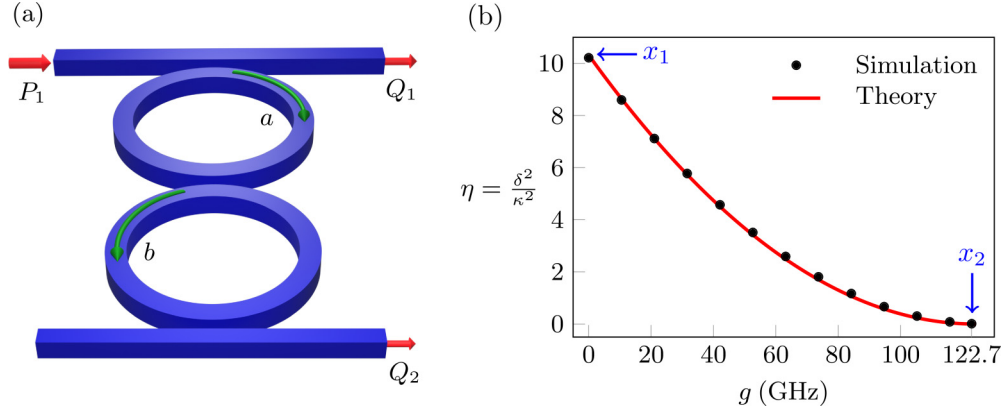 (a)
P₁
Q₁
a
b
Q₂
(b)
x₁
Simulation
Theory
η = δ²/κ²
x₂
10
8
6
4
2
0
0
20
40
60
80
100
122.7
g (GHz)